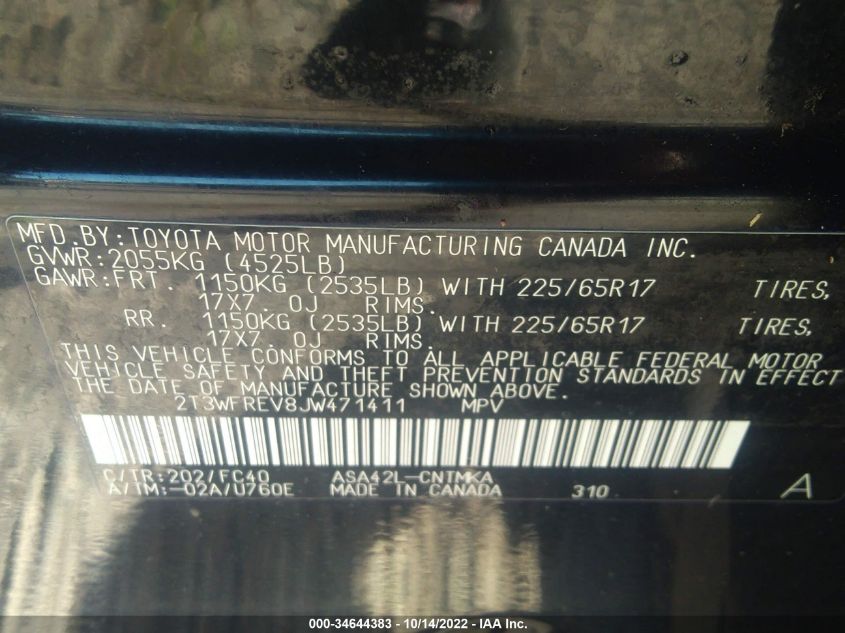 MFD.BY:TOYOTA MOTOR MANUFACTURING CANADA INC.
GVWR:2055KG (4525LB)
GAWR:FRT. 1150KG (2535LB) WITH 225/65R17 TIRES,
17X7.0J RIMS.
RR. 1150KG (2535LB) WITH 225/65R17 TIRES,
17X7.0J RIMS.
THIS VEHICLE CONFORMS TO ALL APPLICABLE FEDERAL MOTOR
VEHICLE SAFETY AND THEFT PREVENTION STANDARDS IN EFFECT
THE DATE OF MANUFACTURE SHOWN ABOVE.
2T3WFREV8JW471411 MPV
C/TR:202/FC40 ASA42L-CNTMKA
A/TM:-02A/U760E MADE IN CANADA 310 A
000-34644383 - 10/14/2022 - IAA Inc.